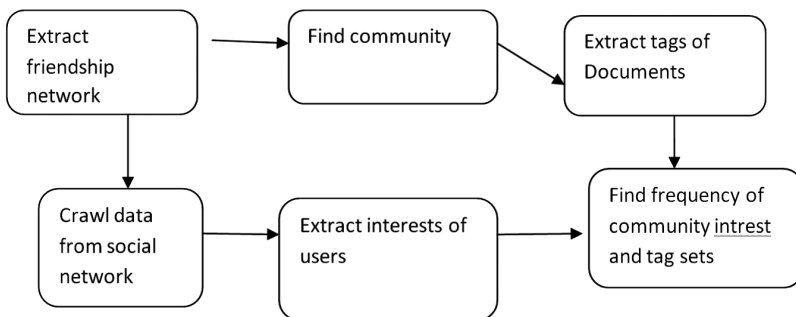 Extract
friendship
network
Find community
Extract tags of
Documents
Crawl data
from social
network
Extract interests of
users
Find frequency of
community intrest
and tag sets